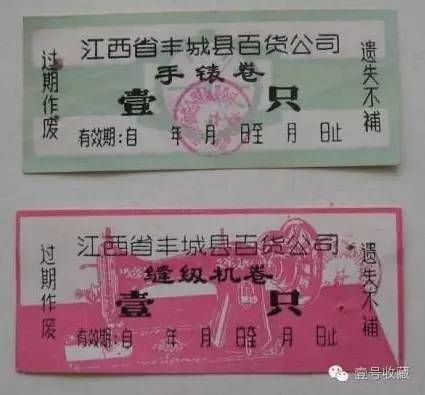 过期作废
江西省丰城县百货公司
手錶卷
壹 只
有效期:自 年 月 日至 月 日止
遗失不补
过期作废
江西省丰城县百货公司
缝纫机卷
壹 只
有效期:自 年 月 日至 月 日止
遗失不补
壹号收藏